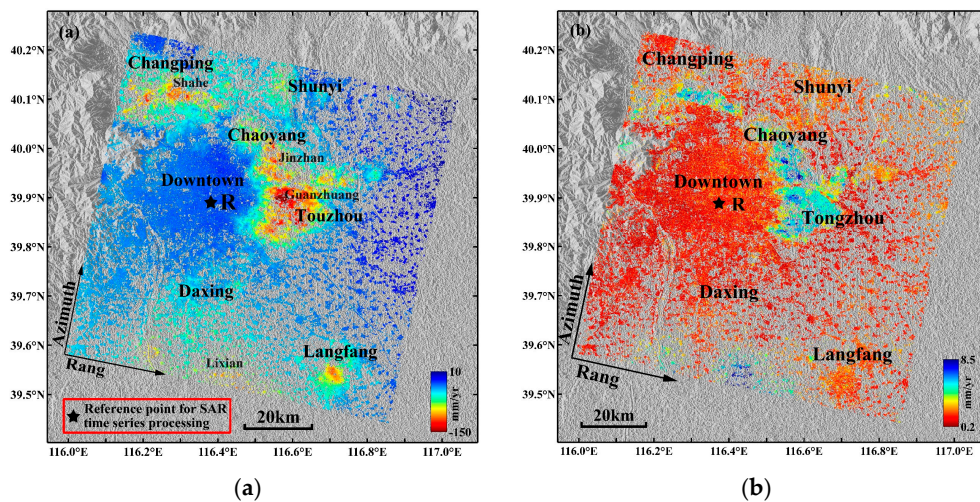 (a)
40.2°N
40.1°N
40.0°N
39.9°N
39.8°N
39.7°N
39.6°N
39.5°N
Changping
Shahe
Shunyi
Chaoyang
Jinzhan
Downtown
Guanzhuang
R
Touzhou
Daxing
Azimuth
Rang
Lixian
Langfang
10
mm/yr
-150
Reference point for SAR
time series processing
20km
116.0°E
116.2°E
116.4°E
116.6°E
116.8°E
117.0°E
(a)
(b)
40.2°N
40.1°N
40.0°N
39.9°N
39.8°N
39.7°N
39.6°N
39.5°N
Changping
Shunyi
Chaoyang
Downtown
R
Tongzhou
Daxing
Azimuth
Rang
Langfang
8.5
mm/yr
0.2
20km
116.0°E
116.2°E
116.4°E
116.6°E
116.8°E
117.0°E
(b)